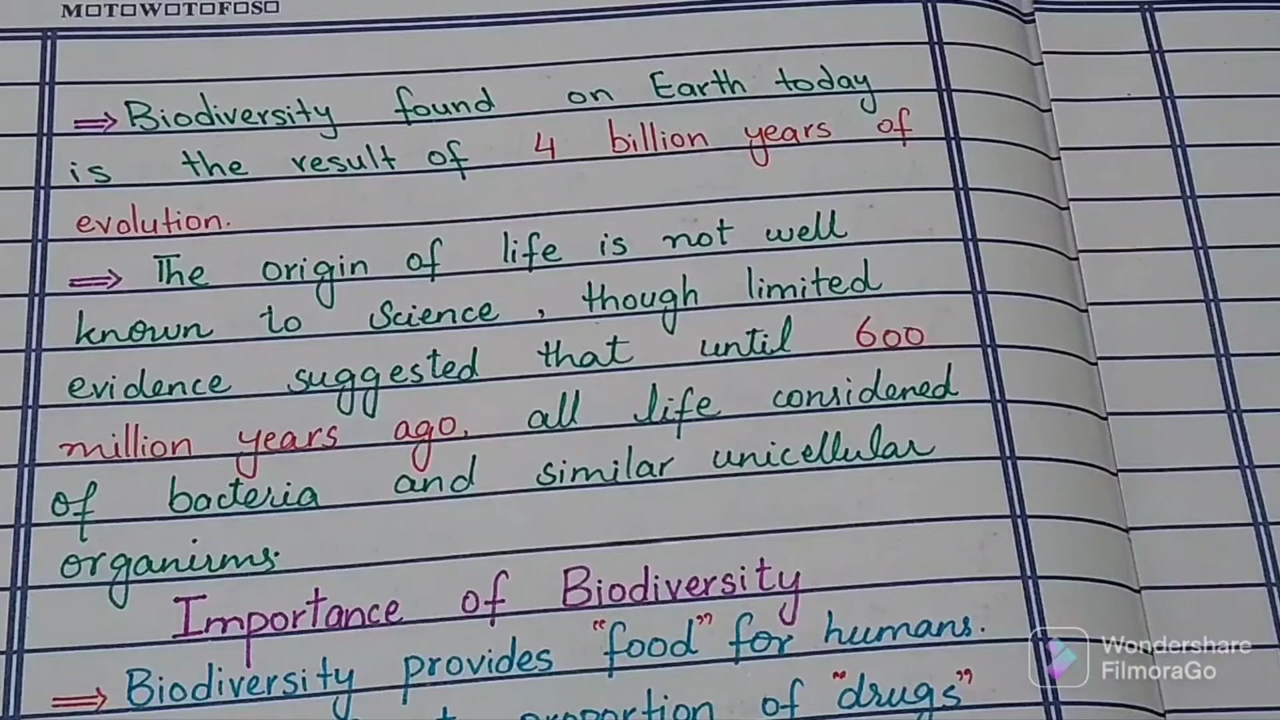 M☐T☐W☐T☐F☐S☐
⇒ Biodiversity found on Earth today
is the result of 4 billion years of
evolution.
⇒ The origin of life is not well
known to Science, though limited
evidence suggested that until 600
million years ago, all life considened
of bacteria and similar unicellular
organisms.
Importance of Biodiversity
⇒ Biodiversity provides "food" for humans.
proportion of "drugs"
Wondershare
FilmoraGo